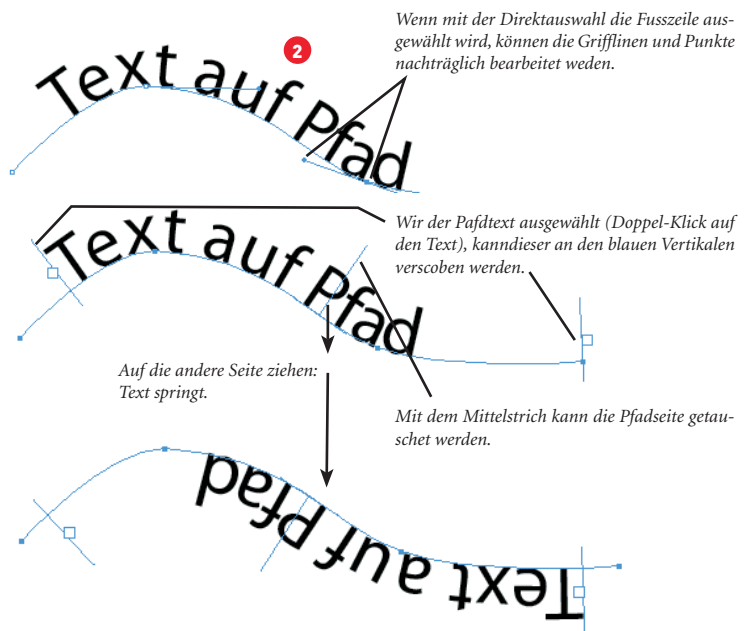 Wenn mit der Direktauswahl die Fusszeile aus-
gewählt wird, können die Grifflinen und Punkte
nachträglich bearbeitet weden.
2
Text auf Pfad
Wir der Pafdtext ausgewählt (Doppel-Klick auf
den Text), kanndieser an den blauen Vertikalen
verscoben werden.
Text auf Pfad
Auf die andere Seite ziehen:
Text springt.
Mit dem Mittelstrich kann die Pfadseite getau-
schet werden.
Text auf Pfad